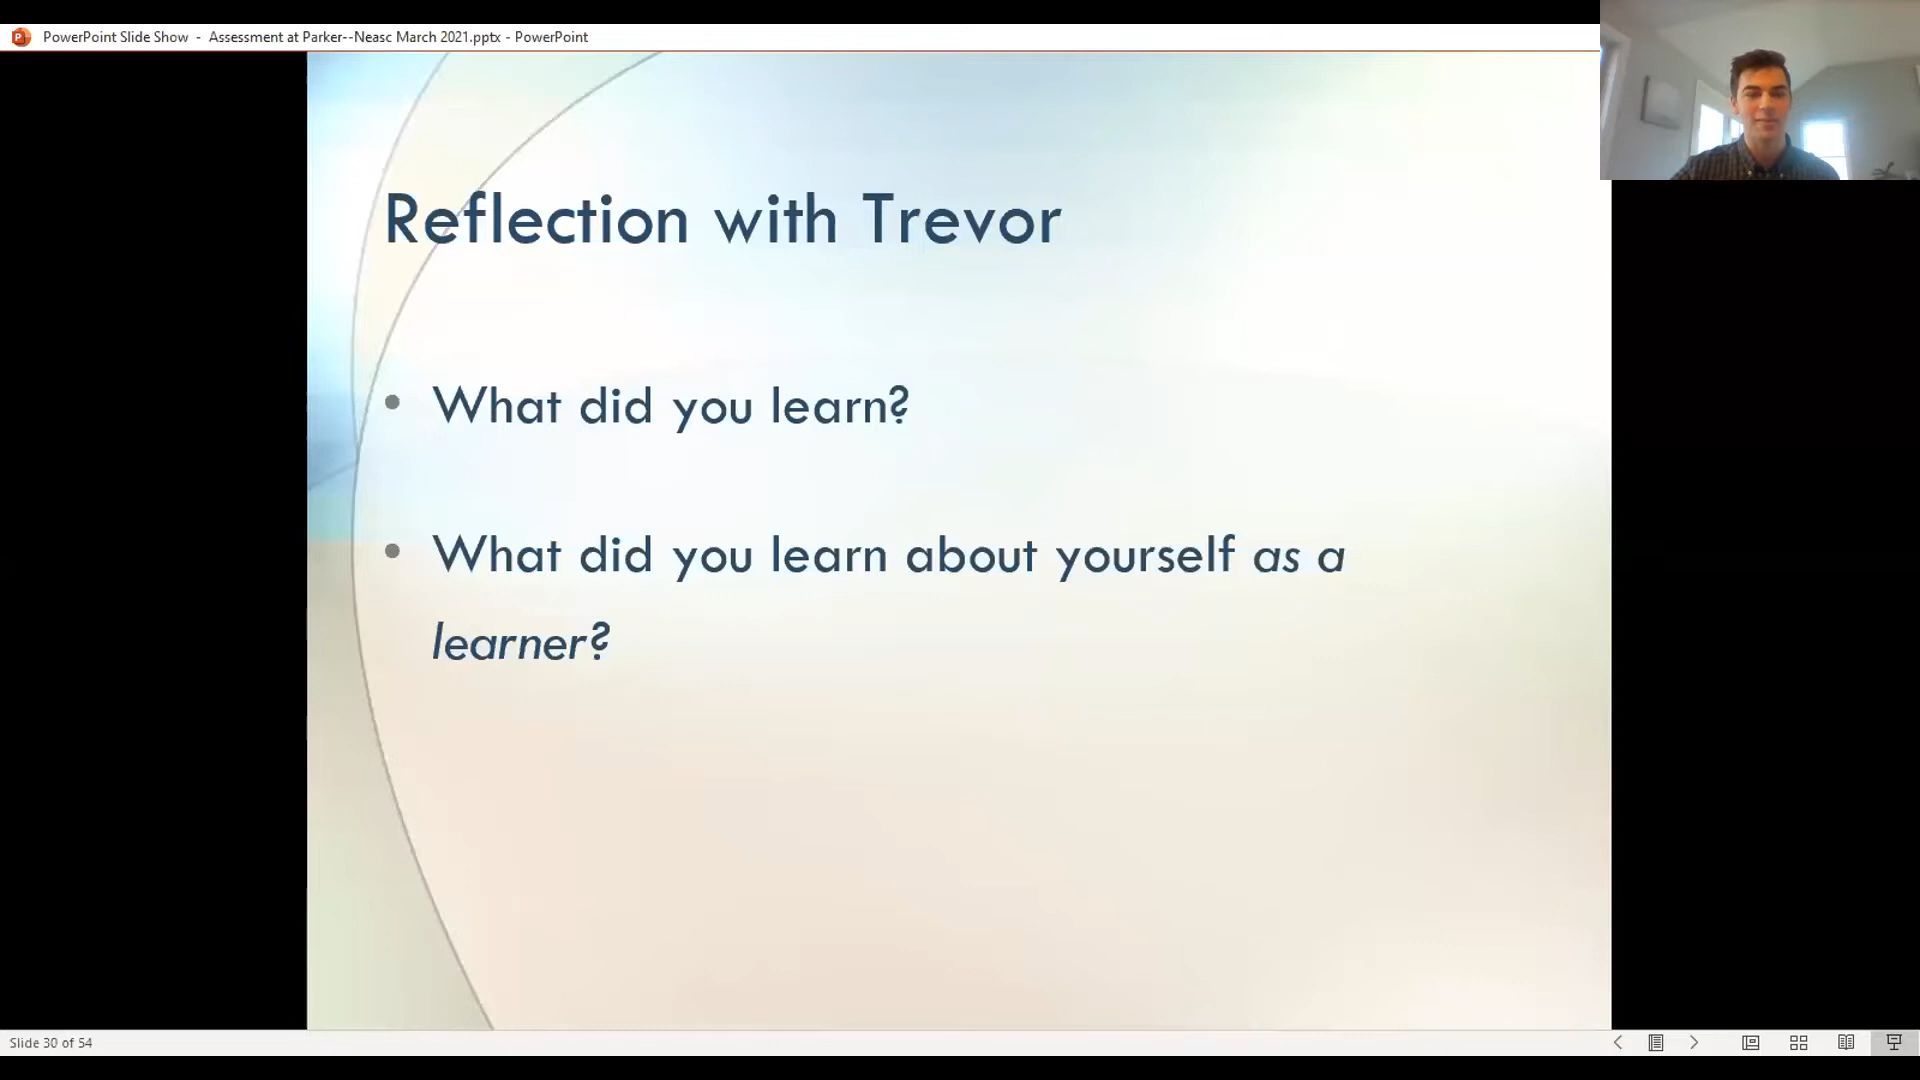 PowerPoint Slide Show - Assessment at Parker--Neasc March 2021.pptx - PowerPoint
Reflection with Trevor
• What did you learn?
• What did you learn about yourself as a
learner?
Slide 30 of 54